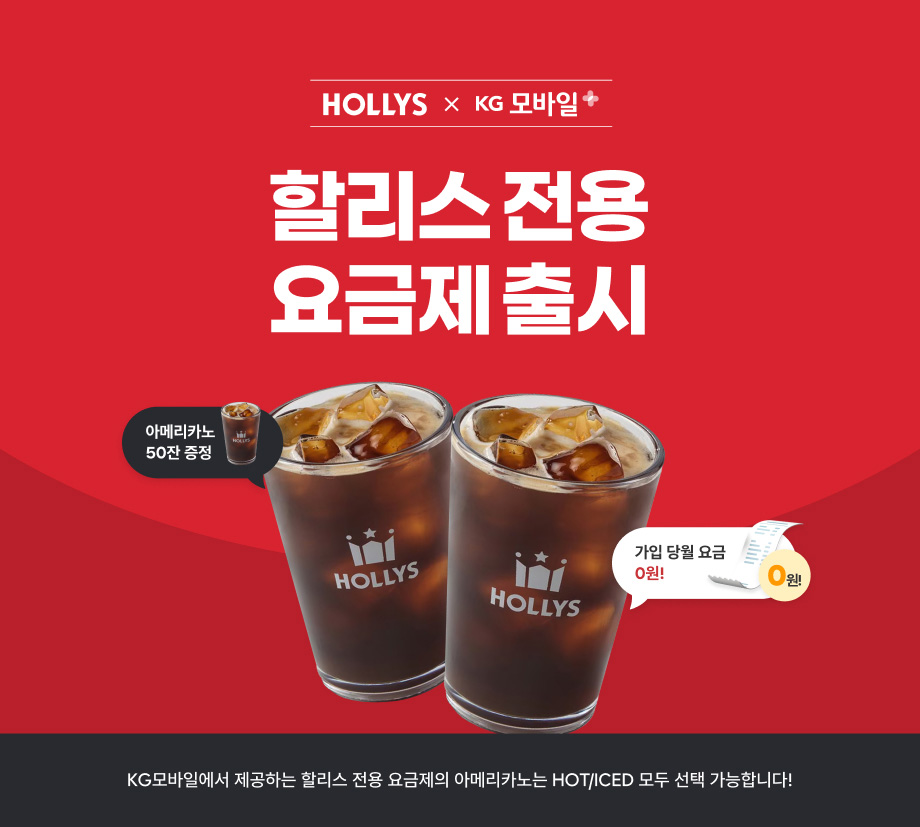 HOLLYS × KG 모바일
할리스 전용
요금제 출시
아메리카노
50잔 증정
HOLLYS
HOLLYS
HOLLYS
가입 당월 요금
0원!
0원!
KG모바일에서 제공하는 할리스 전용 요금제의 아메리카노는 HOT/ICED 모두 선택 가능합니다!